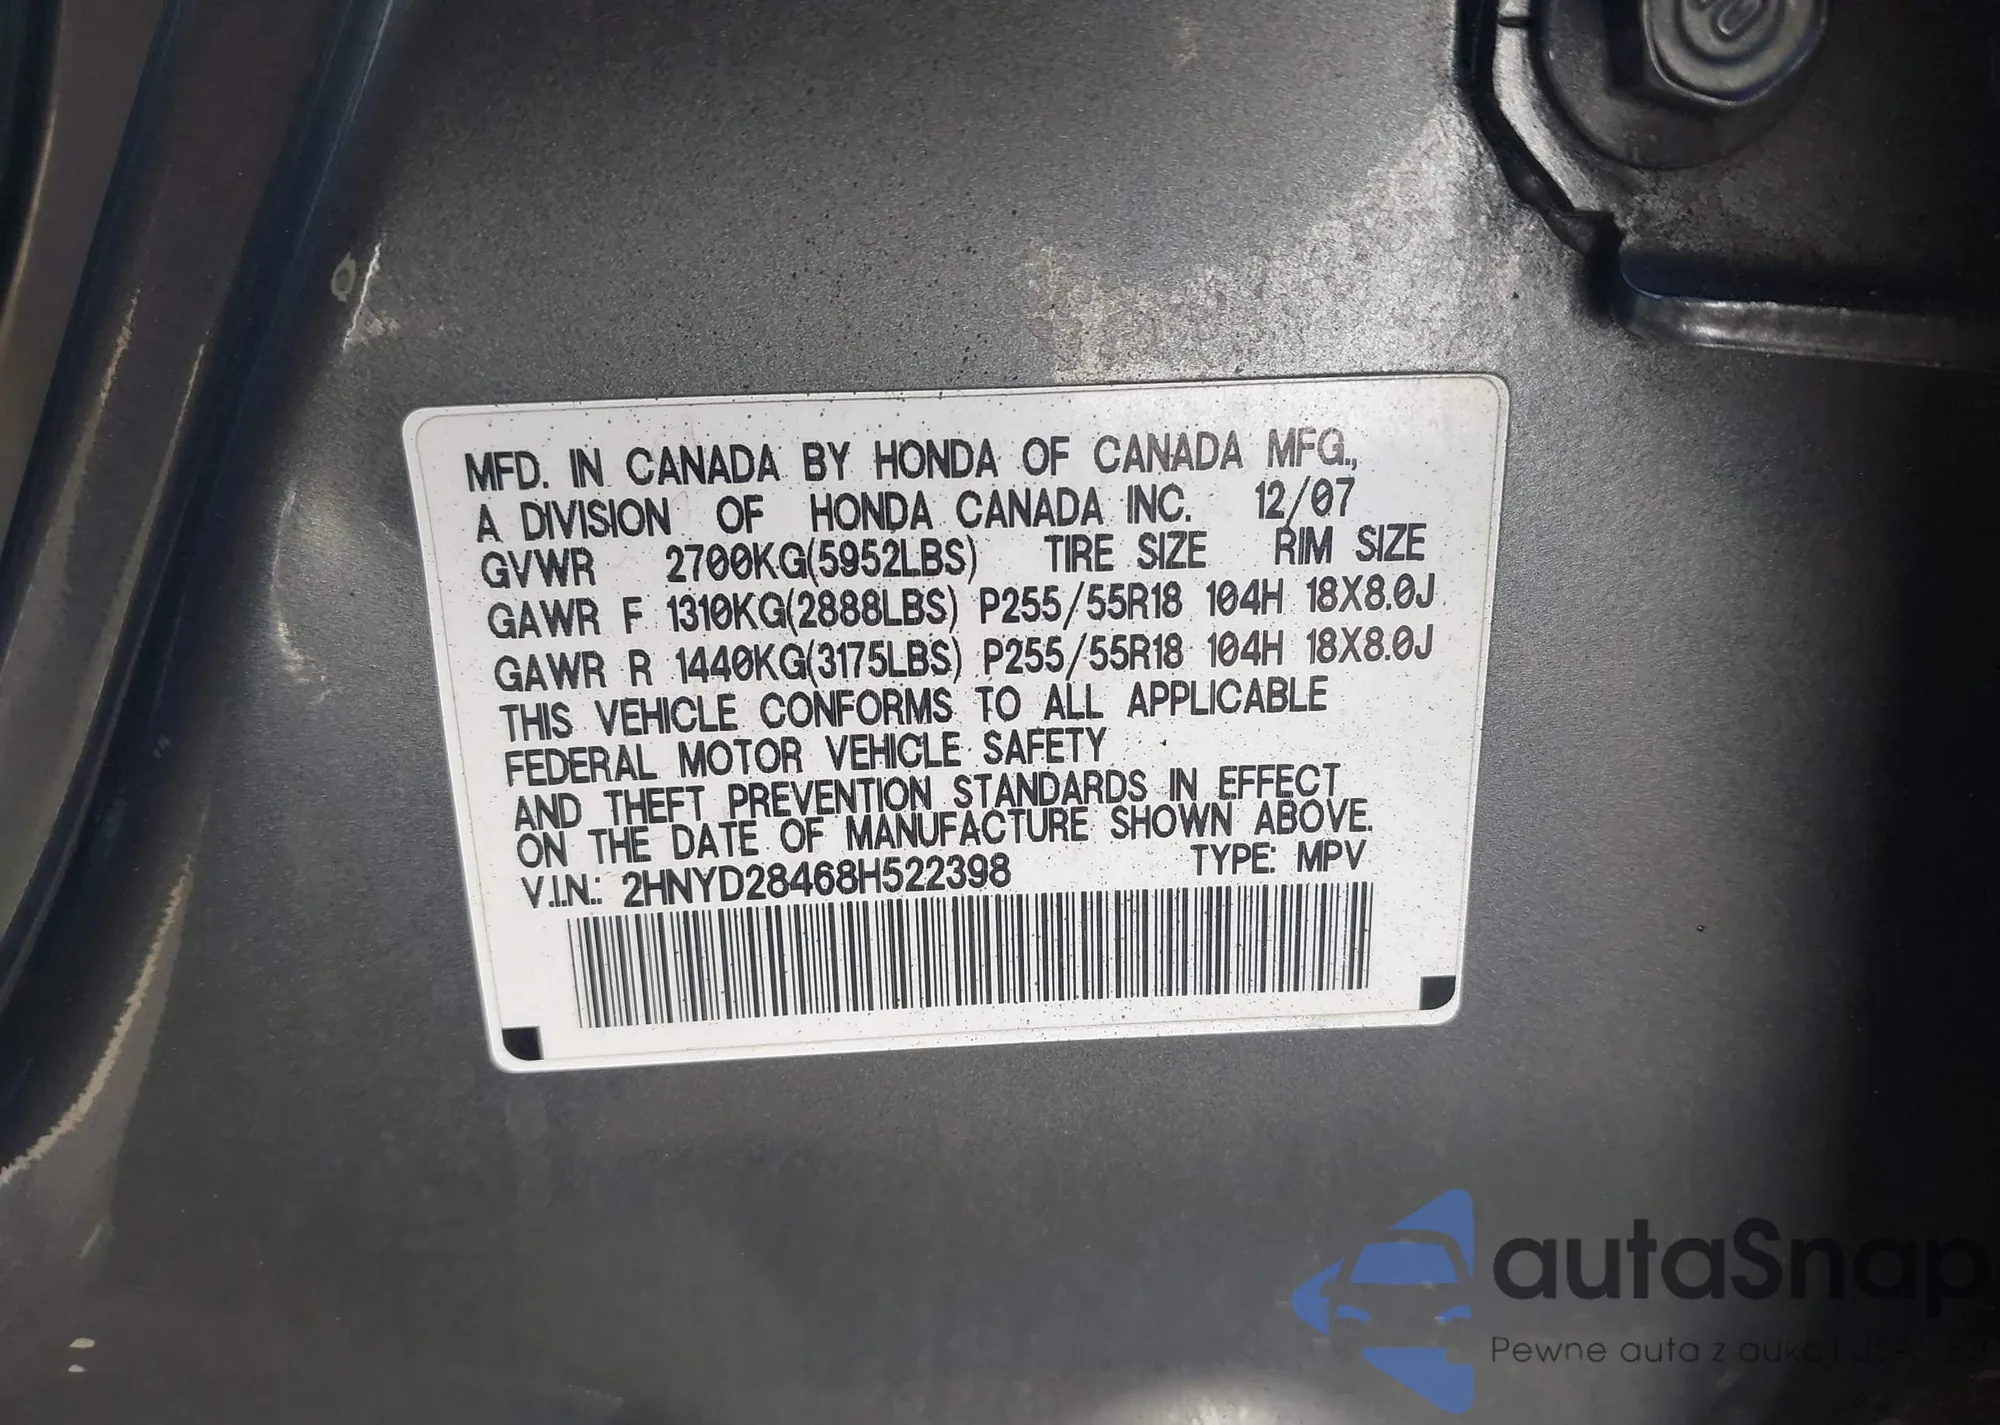 MFD. IN CANADA BY HONDA OF CANADA MFG.,
A DIVISION OF HONDA CANADA INC. 12/07
GVWR 2700KG(5952LBS) TIRE SIZE RIM SIZE
GAWR F 1310KG(2888LBS) P255/55R18 104H 18X8.0J
GAWR R 1440KG(3175LBS) P255/55R18 104H 18X8.0J
THIS VEHICLE CONFORMS TO ALL APPLICABLE
FEDERAL MOTOR VEHICLE SAFETY
AND THEFT PREVENTION STANDARDS IN EFFECT
ON THE DATE OF MANUFACTURE SHOWN ABOVE.
V.I.N.: 2HNYD28468H522398 TYPE: MPV
autaSnap
Pewne auta z aukcji